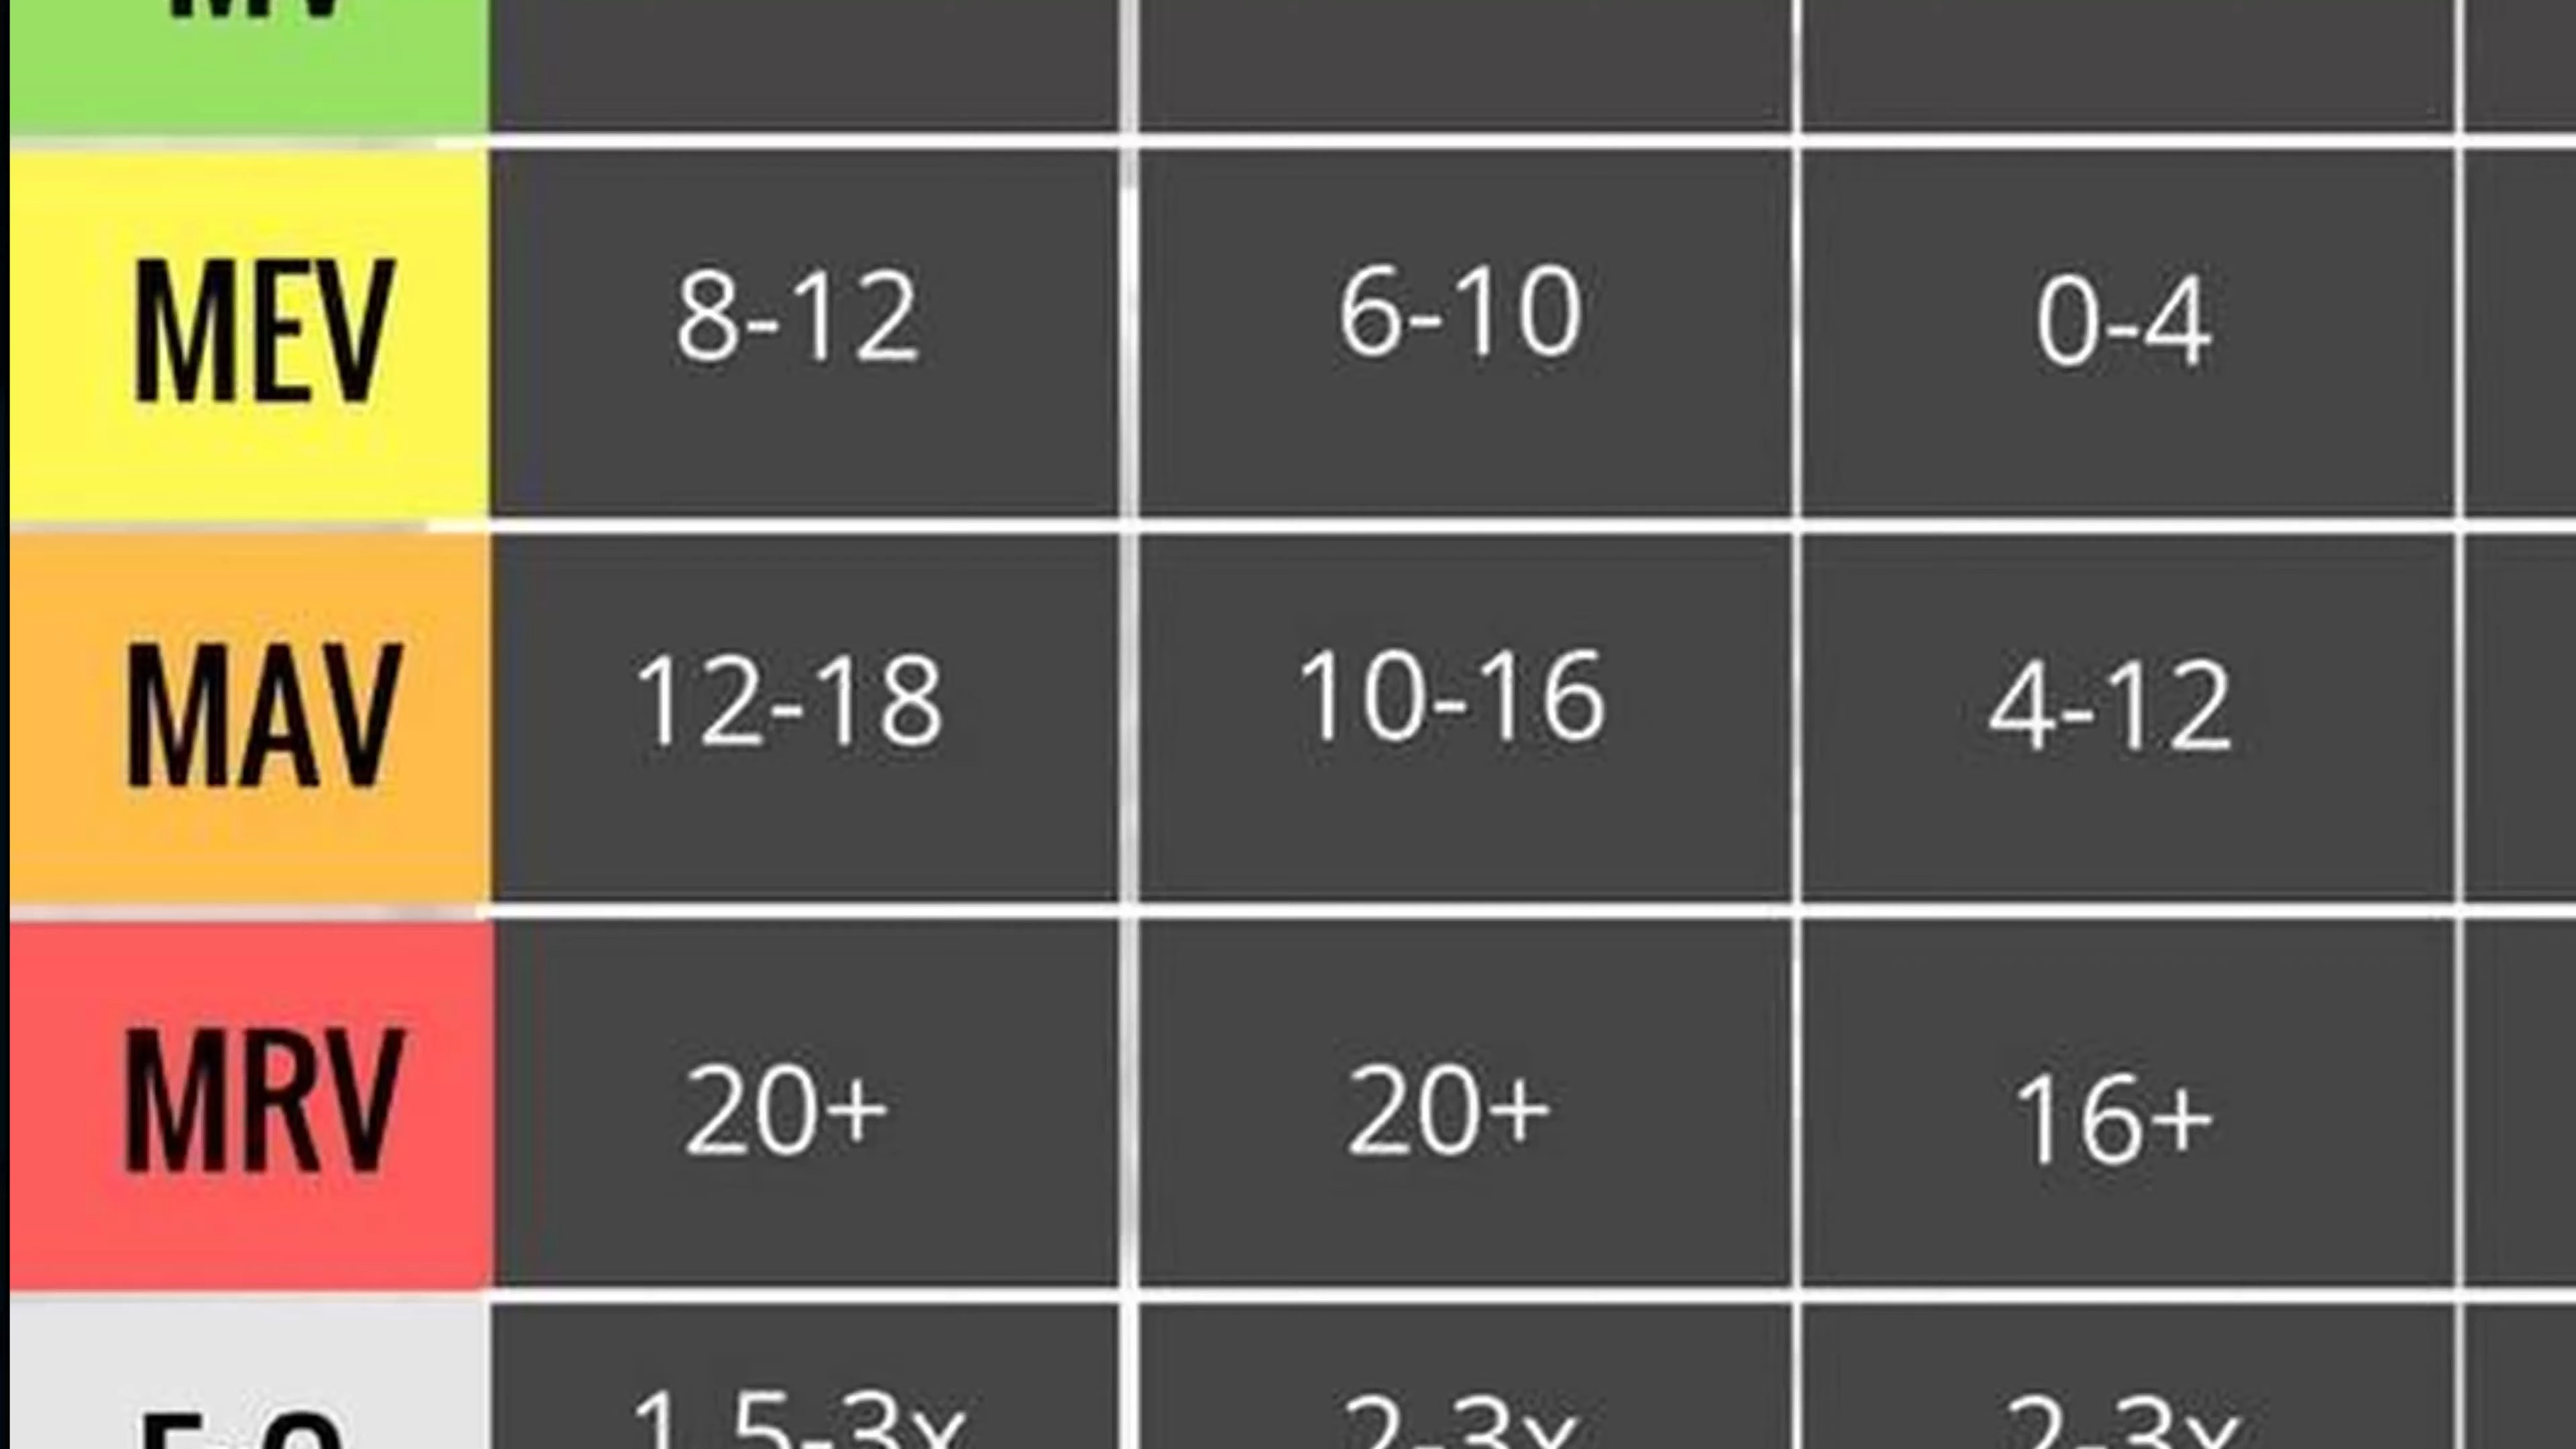 MV
MEV 8-12 6-10 0-4
MAV 12-18 10-16 4-12
MRV 20+ 20+ 16+
1.5-3x 2-3x 2-3x